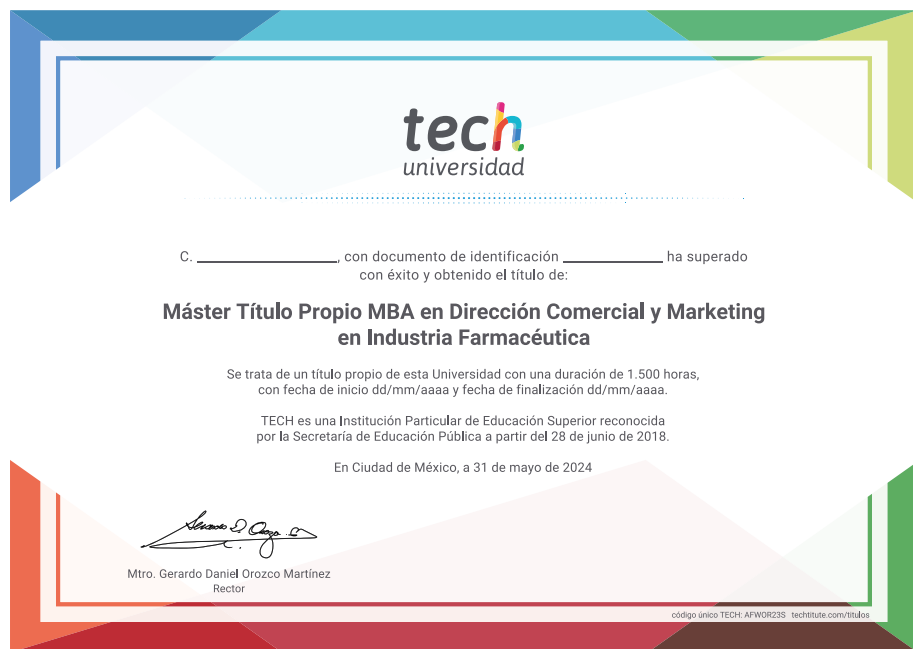 tech
universidad
C. ____________________, con documento de identificación ______________ ha superado
con éxito y obtenido el título de:
Máster Título Propio MBA en Dirección Comercial y Marketing
en Industria Farmacéutica
Se trata de un título propio de esta Universidad con una duración de 1.500 horas,
con fecha de inicio dd/mm/aaaa y fecha de finalización dd/mm/aaaa.
TECH es una Institución Particular de Educación Superior reconocida
por la Secretaría de Educación Pública a partir del 28 de junio de 2018.
En Ciudad de México, a 31 de mayo de 2024
Mtro. Gerardo Daniel Orozco Martínez
Rector
código único TECH: AFWOR23S techtitute.com/titulos